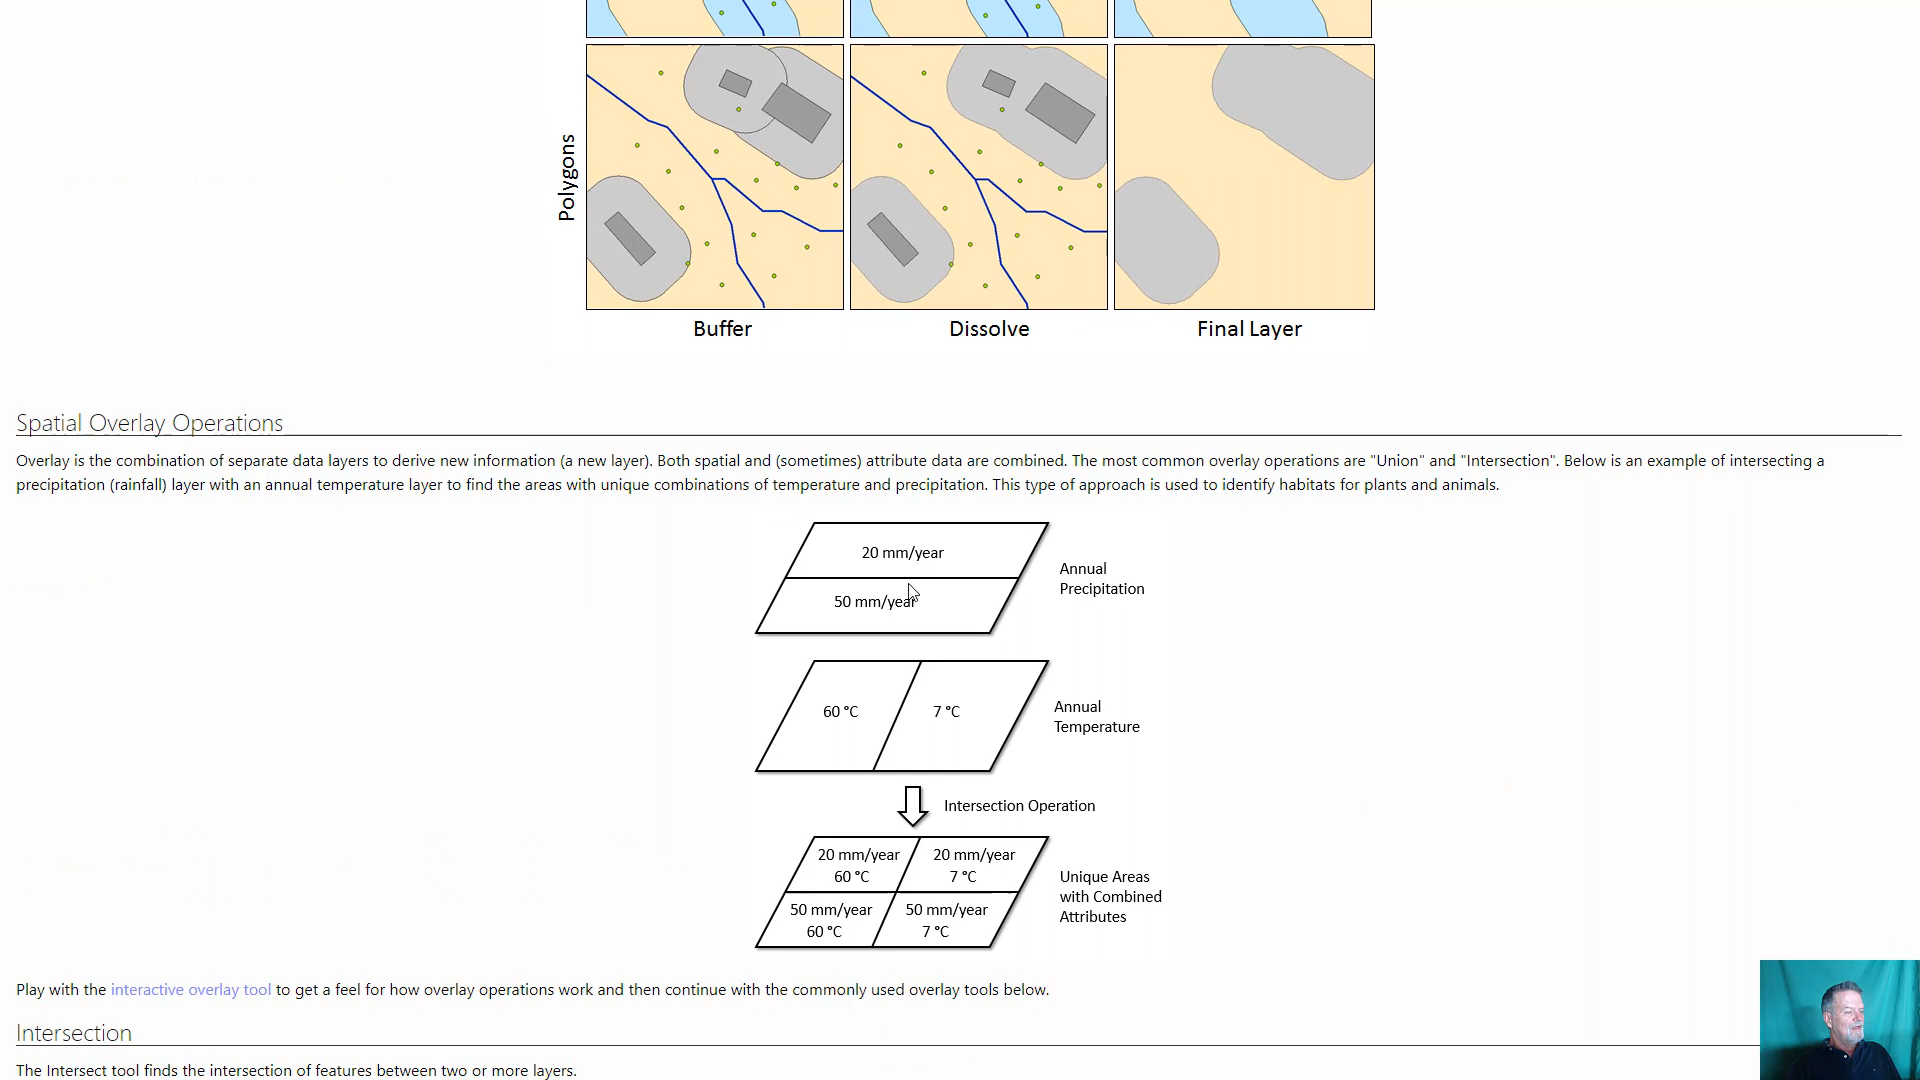 Polygons
Buffer
Dissolve
Final Layer
Spatial Overlay Operations
Overlay is the combination of separate data layers to derive new information (a new layer). Both spatial and (sometimes) attribute data are combined. The most common overlay operations are "Union" and "Intersection". Below is an example of intersecting a
precipitation (rainfall) layer with an annual temperature layer to find the areas with unique combinations of temperature and precipitation. This type of approach is used to identify habitats for plants and animals.
20 mm/year
50 mm/year
Annual
Precipitation
60 °C
7 °C
Annual
Temperature
Intersection Operation
20 mm/year
60 °C
20 mm/year
7 °C
50 mm/year
60 °C
50 mm/year
7 °C
Unique Areas
with Combined
Attributes
Play with the interactive overlay tool to get a feel for how overlay operations work and then continue with the commonly used overlay tools below.
Intersection
The Intersect tool finds the intersection of features between two or more layers.